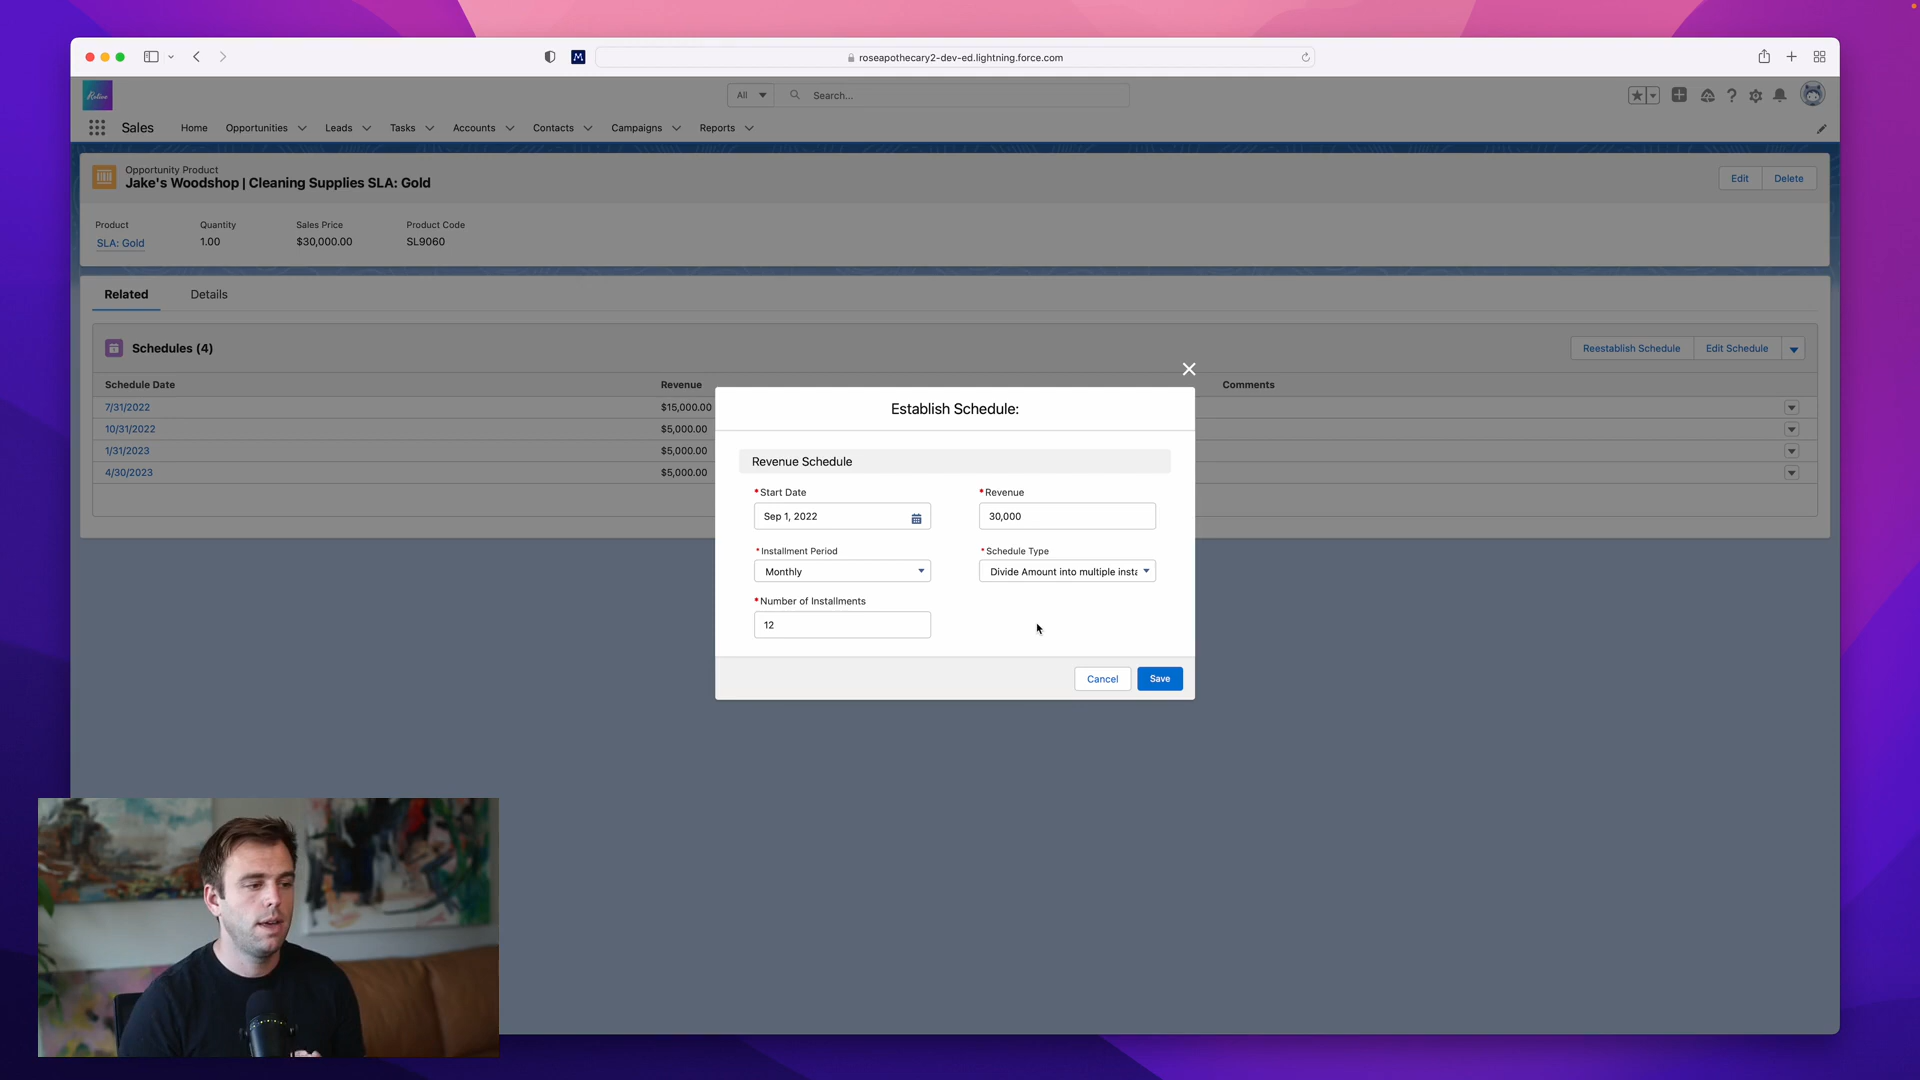 M
roseapothecary2-dev-ed.lightning.force.com
All
Search...
Sales
Home
Opportunities
Leads
Tasks
Accounts
Contacts
Campaigns
Reports
Opportunity Product
Jake's Woodshop | Cleaning Supplies SLA: Gold
Edit
Delete
Product
Quantity
Sales Price
Product Code
SLA: Gold
1.00
$30,000.00
SL9060
Related
Details
Schedules (4)
Reestablish Schedule
Edit Schedule
Schedule Date
Revenue
Comments
7/31/2022
$15,000.00
10/31/2022
$5,000.00
1/31/2023
$5,000.00
4/30/2023
$5,000.00
Establish Schedule:
Revenue Schedule
*Start Date
*Revenue
Sep 1, 2022
30,000
*Installment Period
*Schedule Type
Monthly
Divide Amount into multiple insta
*Number of Installments
12
Cancel
Save